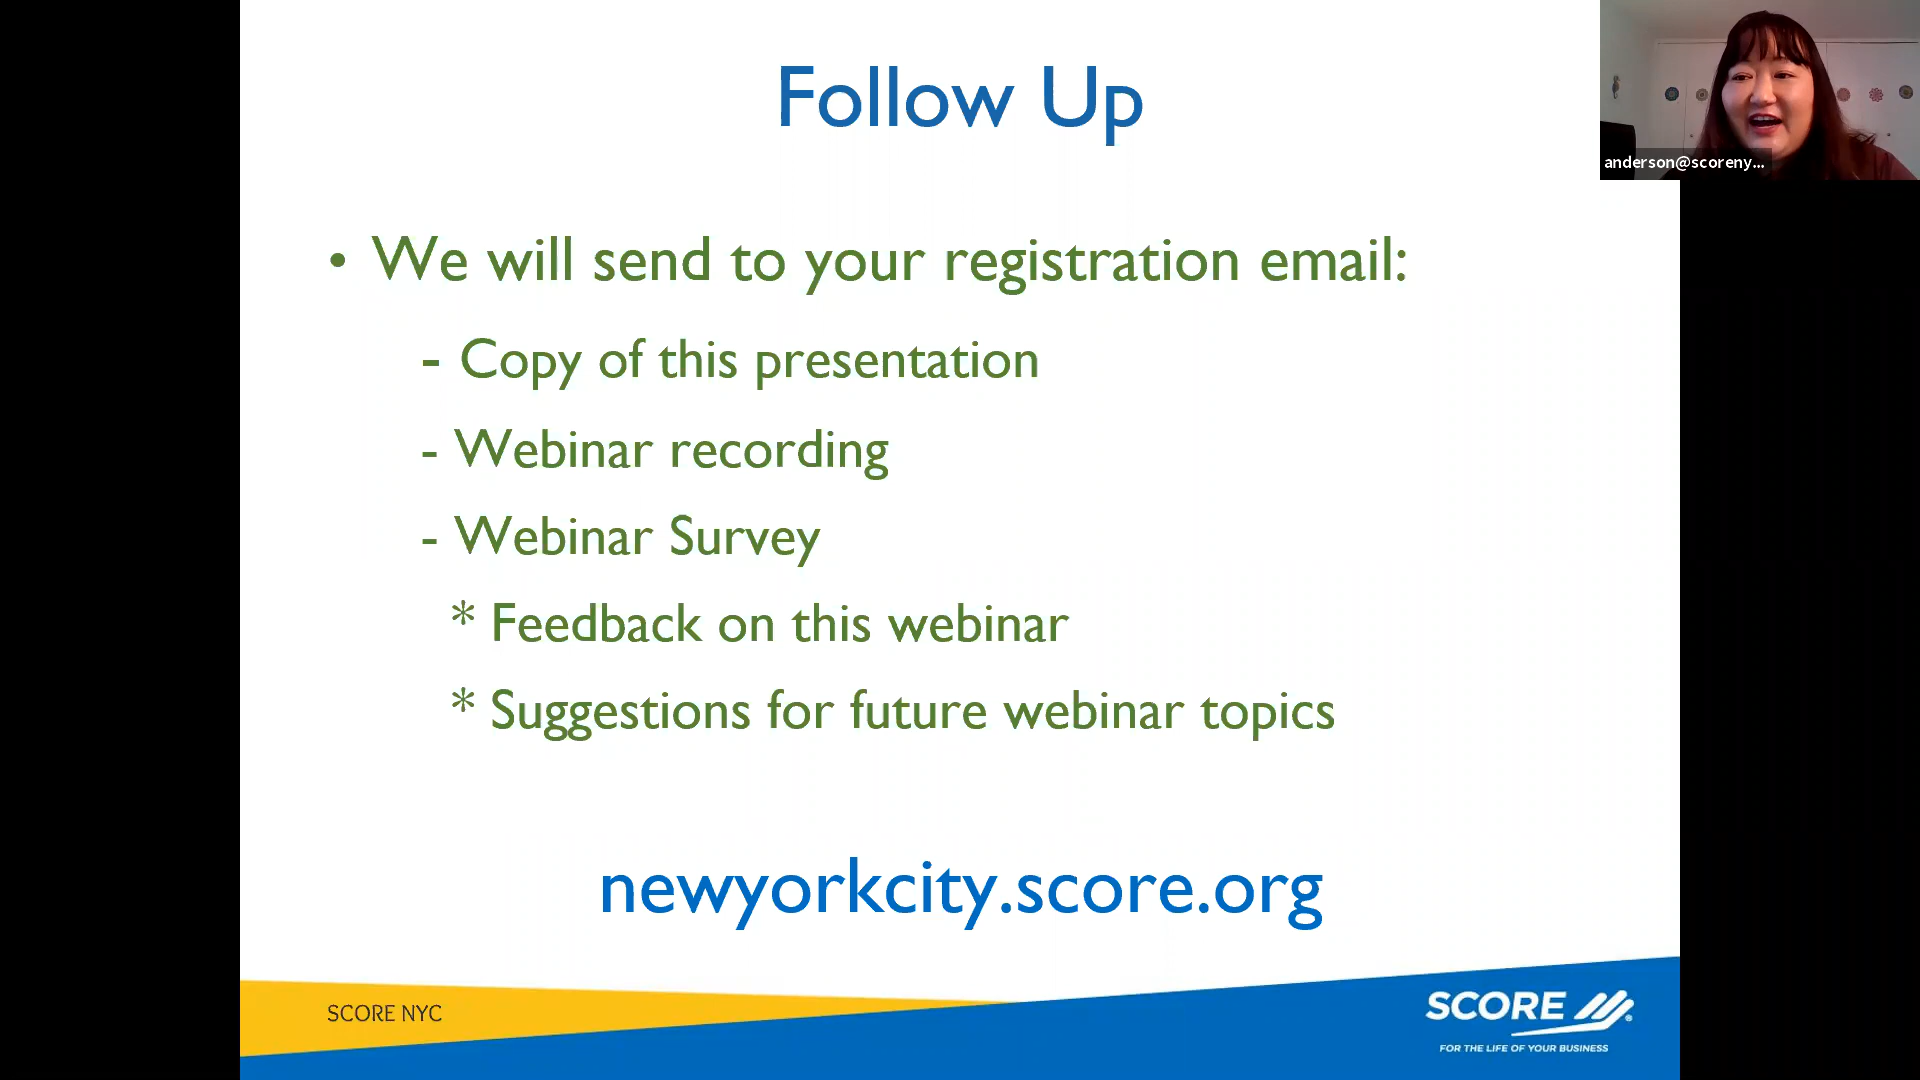 Follow Up
anderson@scoreny...
• We will send to your registration email:
- Copy of this presentation
- Webinar recording
- Webinar Survey
* Feedback on this webinar
* Suggestions for future webinar topics
newyorkcity.score.org
SCORE NYC
SCORE
FOR THE LIFE OF YOUR BUSINESS